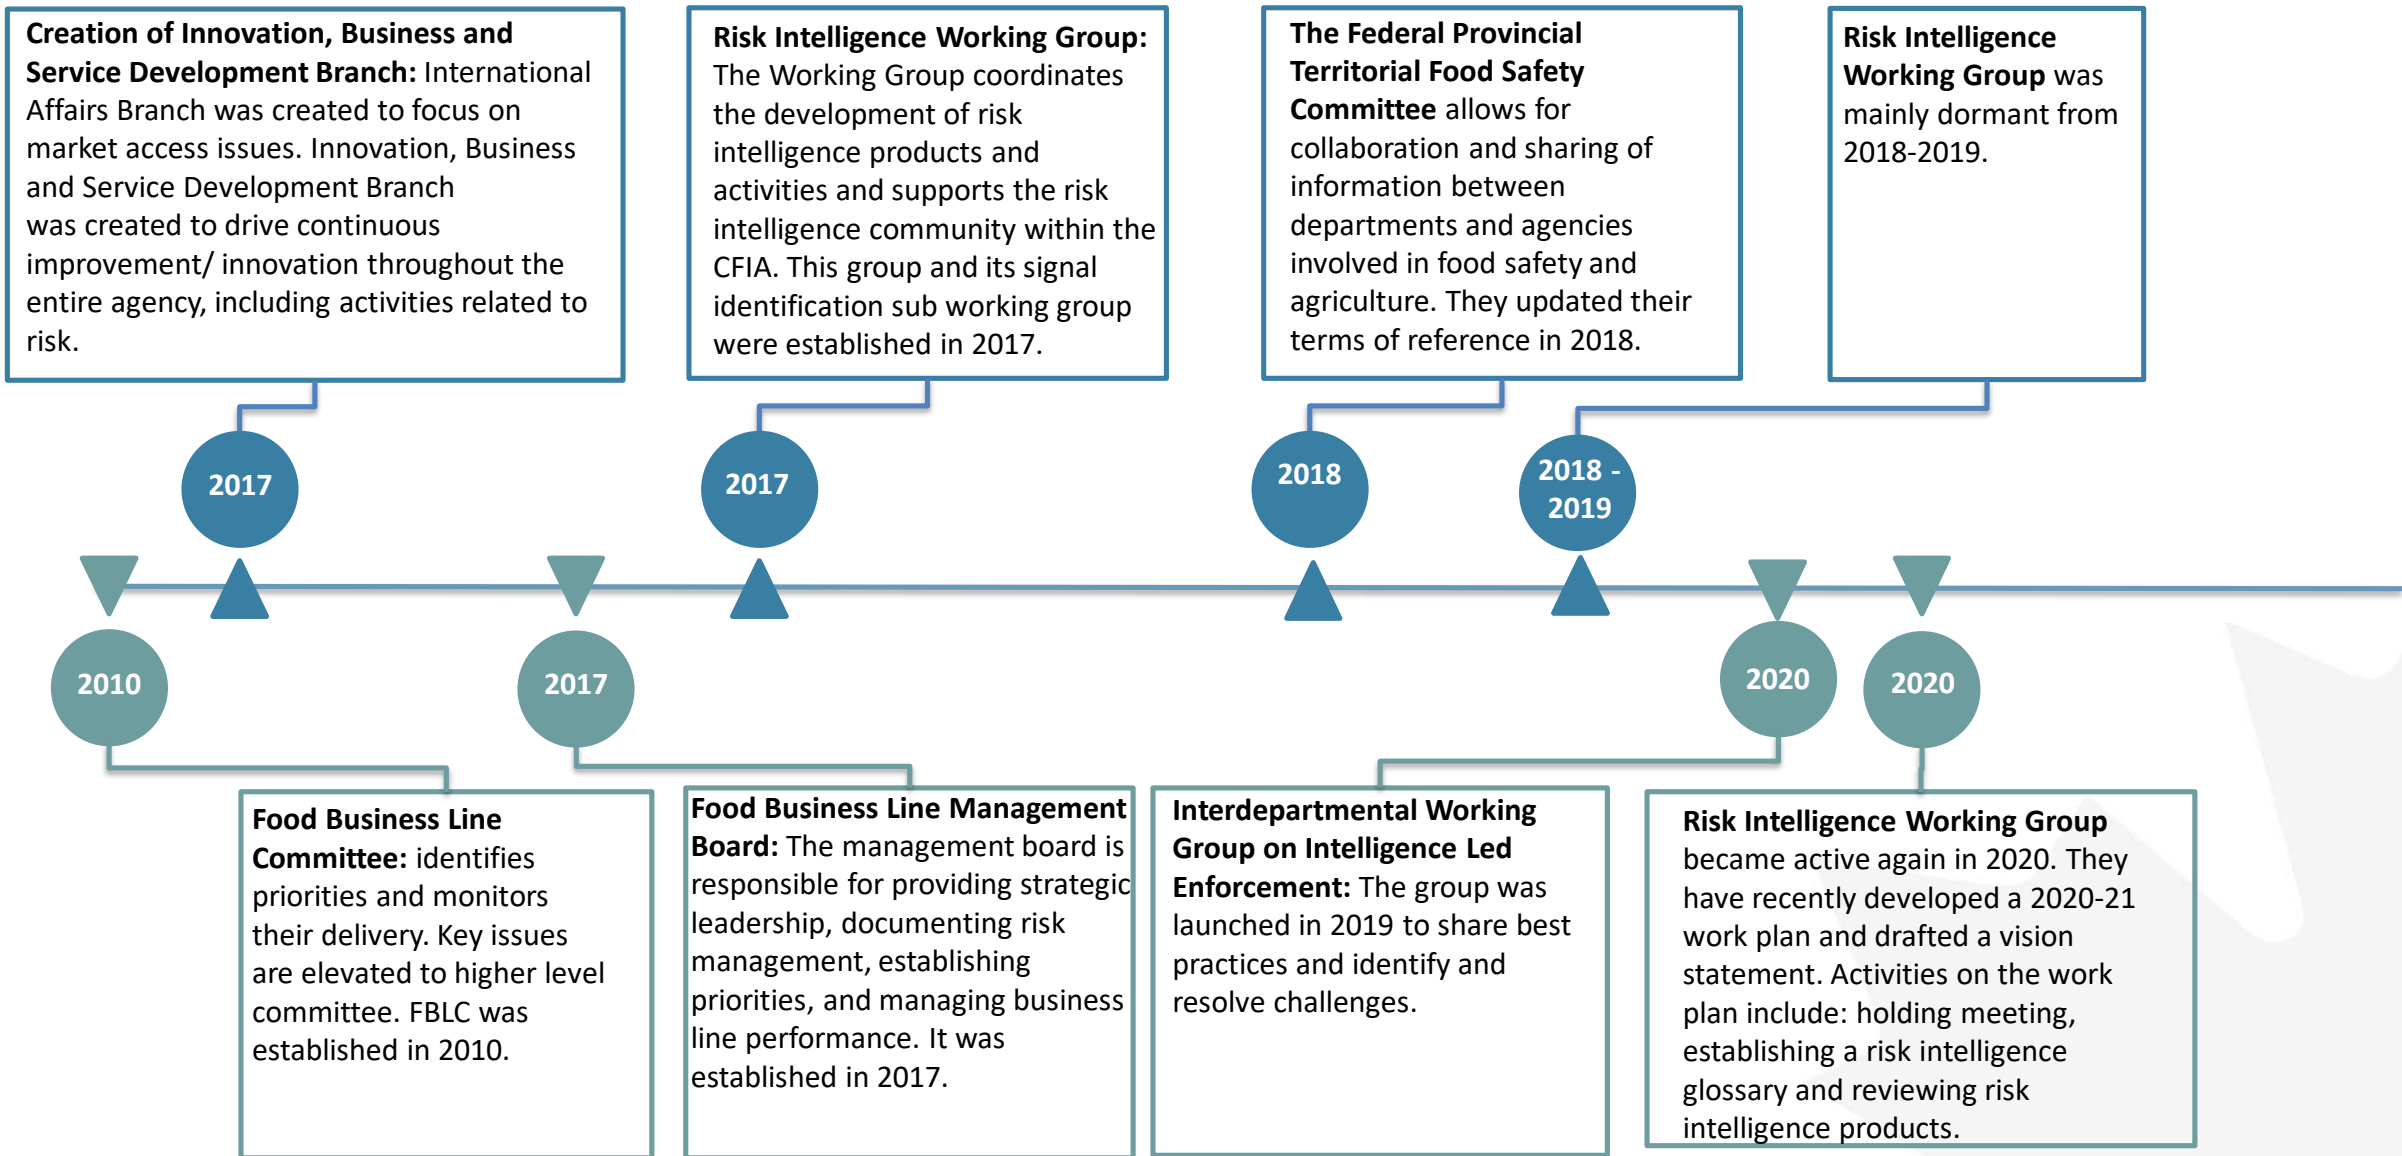 Creation of Innovation, Business and
Service Development Branch: International
Affairs Branch was created to focus on
market access issues. Innovation, Business
and Service Development Branch
was created to drive continuous
improvement/ innovation throughout the
entire agency, including activities related to
risk.
Risk Intelligence Working Group:
The Working Group coordinates
the development of risk
intelligence products and
activities and supports the risk
intelligence community within the
CFIA. This group and its signal
identification sub working group
were established in 2017.
The Federal Provincial
Territorial Food Safety
Committee allows for
collaboration and sharing of
information between
departments and agencies
involved in food safety and
agriculture. They updated their
terms of reference in 2018.
Risk Intelligence
Working Group was
mainly dormant from
2018-2019.
2017
2017
2018
2018 -
2019
2010
2017
2020
2020
Food Business Line
Committee: identifies
priorities and monitors
their delivery. Key issues
are elevated to higher level
committee. FBLC was
established in 2010.
Food Business Line Management
Board: The management board is
responsible for providing strategic
leadership, documenting risk
management, establishing
priorities, and managing business
line performance. It was
established in 2017.
Interdepartmental Working
Group on Intelligence Led
Enforcement: The group was
launched in 2019 to share best
practices and identify and
resolve challenges.
Risk Intelligence Working Group
became active again in 2020. They
have recently developed a 2020-21
work plan and drafted a vision
statement. Activities on the work
plan include: holding meeting,
establishing a risk intelligence
glossary and reviewing risk
intelligence products.